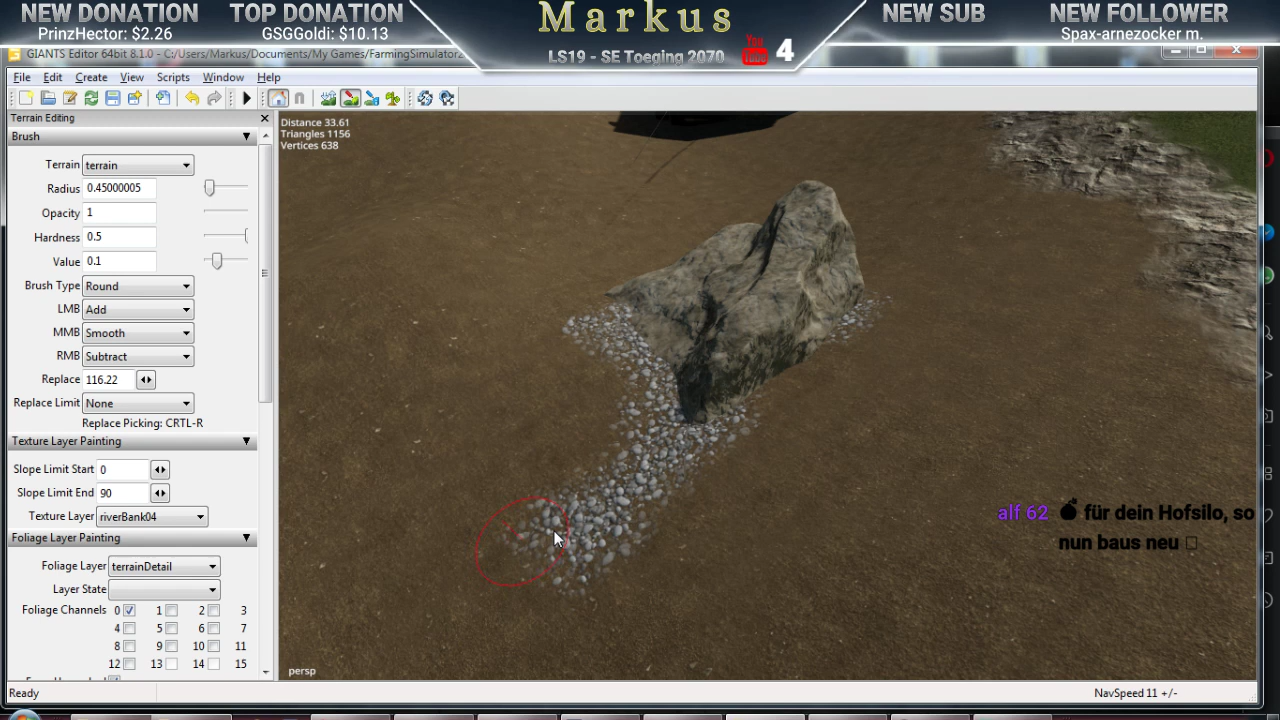 NEW DONATION
PrinzHector: $2.26
TOP DONATION
GSGGoldi: $10.13
Markus
LS19 - SE Toeging 2070
You Tube
4
NEW SUB
NEW FOLLOWER
Spax-arnezocker m.
GIANTS Editor 64bit 8.1.0 - C:/Users/Markus/Documents/My Games/FarmingSimulator2
File Edit Create View Scripts Window Help
Terrain Editing
Brush
Terrain terrain
Radius 0.45000005
Opacity 1
Hardness 0.5
Value 0.1
Brush Type Round
LMB Add
MMB Smooth
RMB Subtract
Replace 116.22
Replace Limit None
Replace Picking: CRTL-R
Texture Layer Painting
Slope Limit Start 0
Slope Limit End 90
Texture Layer riverBank04
Foliage Layer Painting
Foliage Layer terrainDetail
Layer State
Foliage Channels 0 1 2 3
4 5 6 7
8 9 10 11
12 13 14 15
Distance 33.61
Triangles 1156
Vertices 638
alf 62 für dein Hofsilo, so
nun baus neu
persp
Ready
NavSpeed 11 +/-